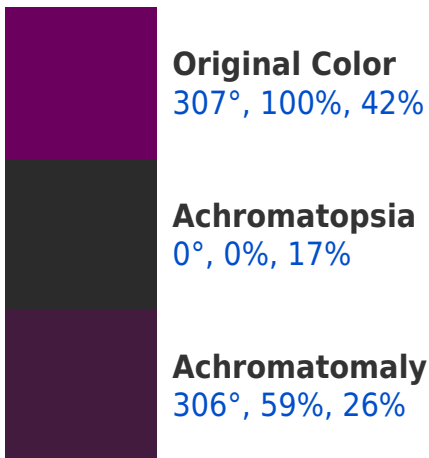 Original Color
307°, 100%, 42%
Achromatopsia
0°, 0%, 17%
Achromatomaly
306°, 59%, 26%